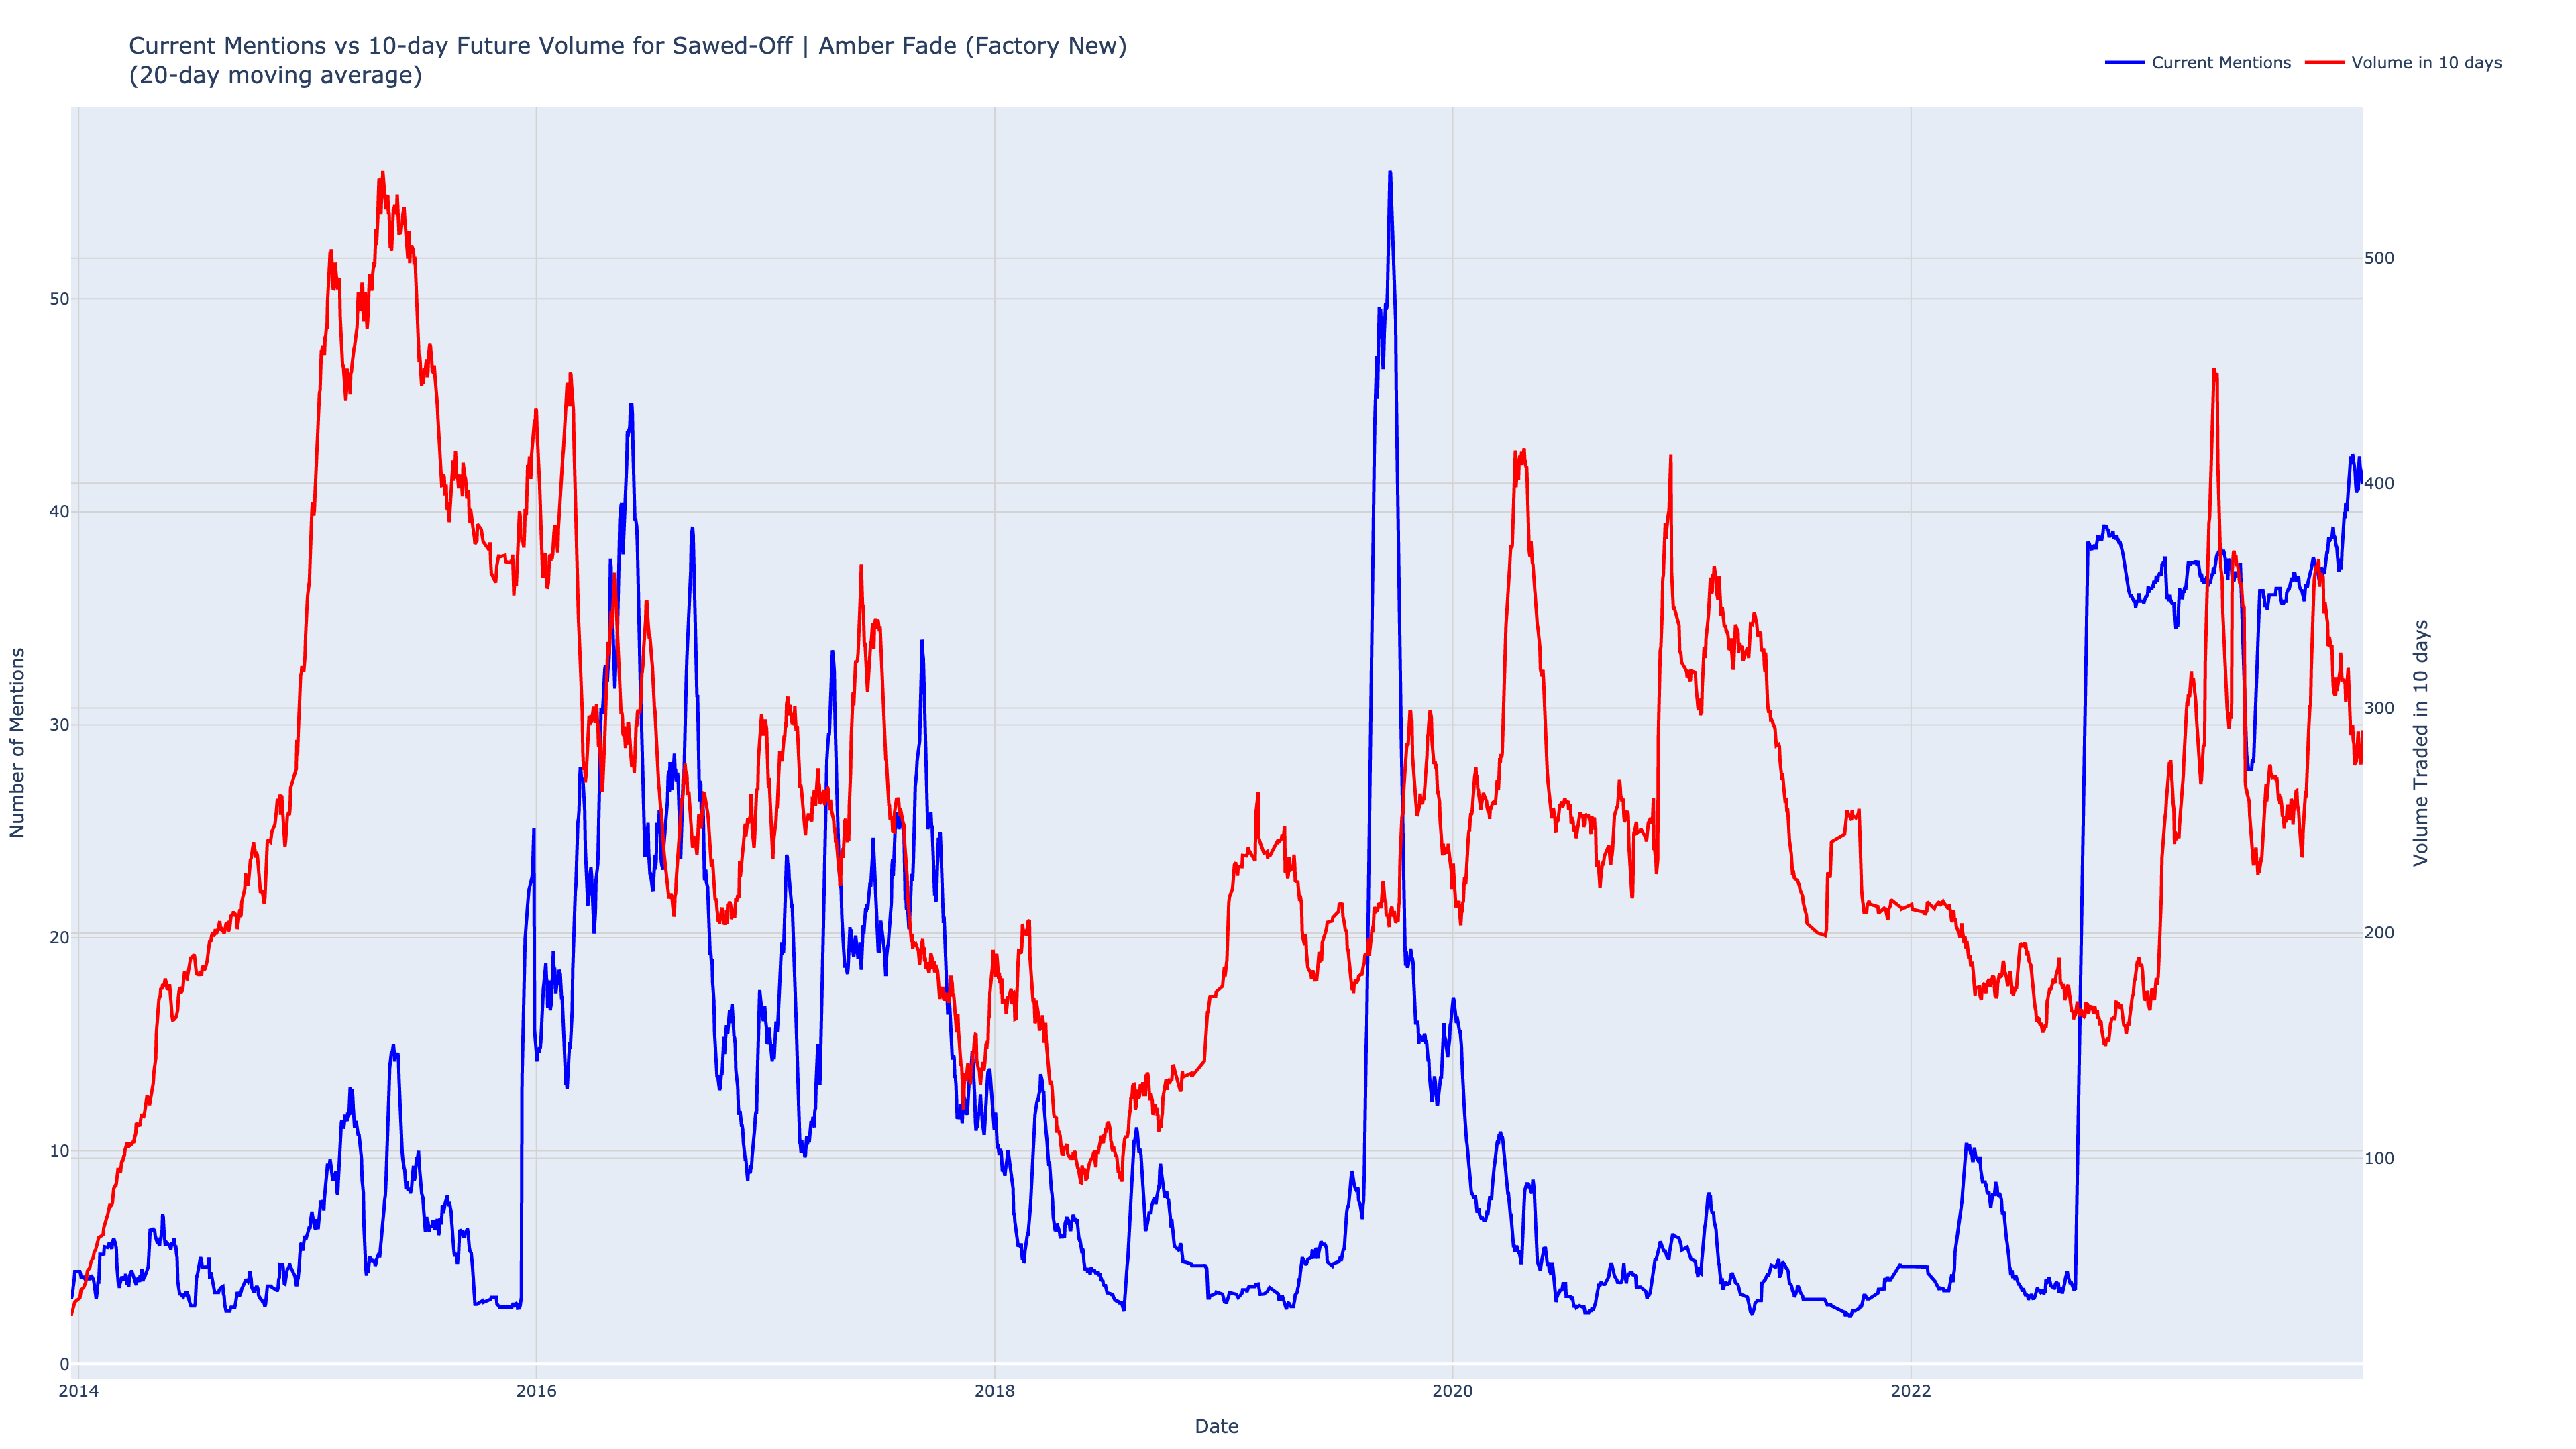 Current Mentions vs 10-day Future Volume for Sawed-Off | Amber Fade (Factory New)
(20-day moving average)
Current Mentions
Volume in 10 days
Number of Mentions
50
40
30
20
10
0
500
400
300
200
100
Volume Traded in 10 days
2014
2016
2018
2020
2022
Date